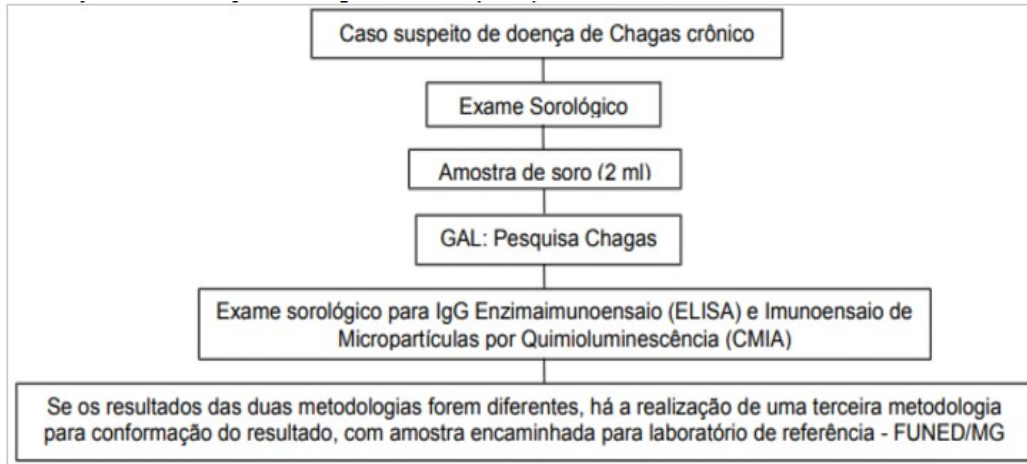 Caso suspeito de doença de Chagas crônico
Exame Sorológico
Amostra de soro (2 ml)
GAL: Pesquisa Chagas
Exame sorológico para IgG Enzimaimunoensaio (ELISA) e Imunoensaio de
Micropartículas por Quimioluminescência (CMIA)
Se os resultados das duas metodologias forem diferentes, há a realização de uma terceira metodologia
para conformação do resultado, com amostra encaminhada para laboratório de referência - FUNED/MG